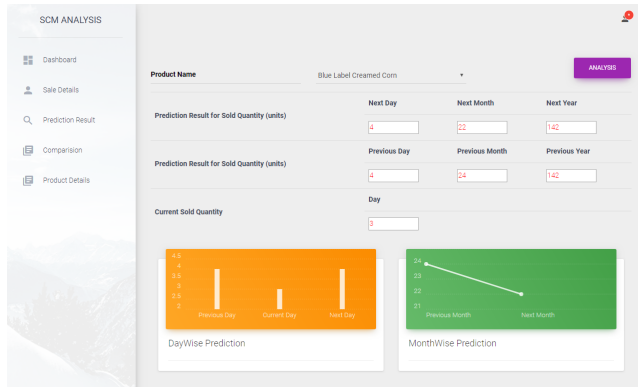 SCM ANALYSIS
Dashboard
Sale Details
Prediction Result
Comparision
Product Details
Product Name
Blue Label Creamed Corn
ANALYSIS
Next Day Next Month Next Year
Prediction Result for Sold Quantity (units)
4 22 142
Previous Day Previous Month Previous Year
Prediction Result for Sold Quantity (units)
4 24 142
Day
Current Sold Quantity
3
4.5
4
3.5
3
2.5
2
Previous Day Current Day Next Day
DayWise Prediction
24
23
22
21
Previous Month Next Month
MonthWise Prediction